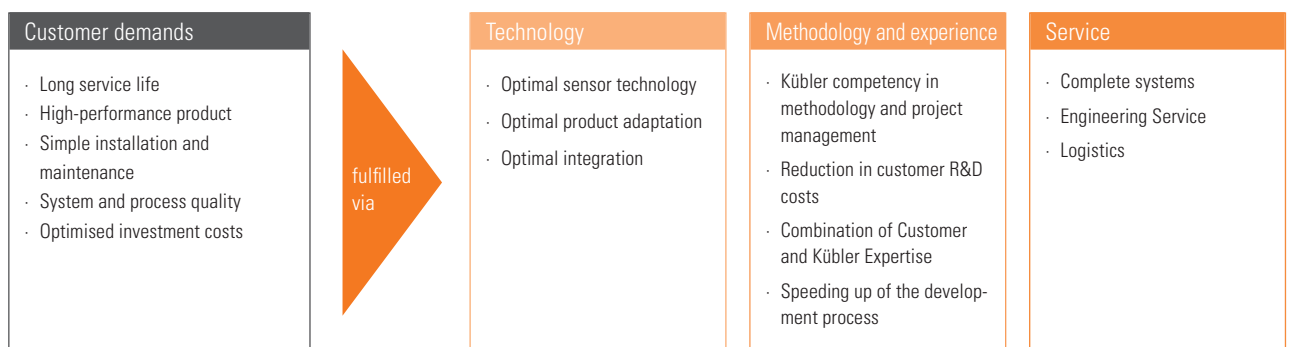 Customer demands
· Long service life
· High-performance product
· Simple installation and
maintenance
· System and process quality
· Optimised investment costs
fulfilled
via
Technology
· Optimal sensor technology
· Optimal product adaptation
· Optimal integration
Methodology and experience
· Kübler competency in
methodology and project
management
· Reduction in customer R&D
costs
· Combination of Customer
and Kübler Expertise
· Speeding up of the develop-
ment process
Service
· Complete systems
· Engineering Service
· Logistics